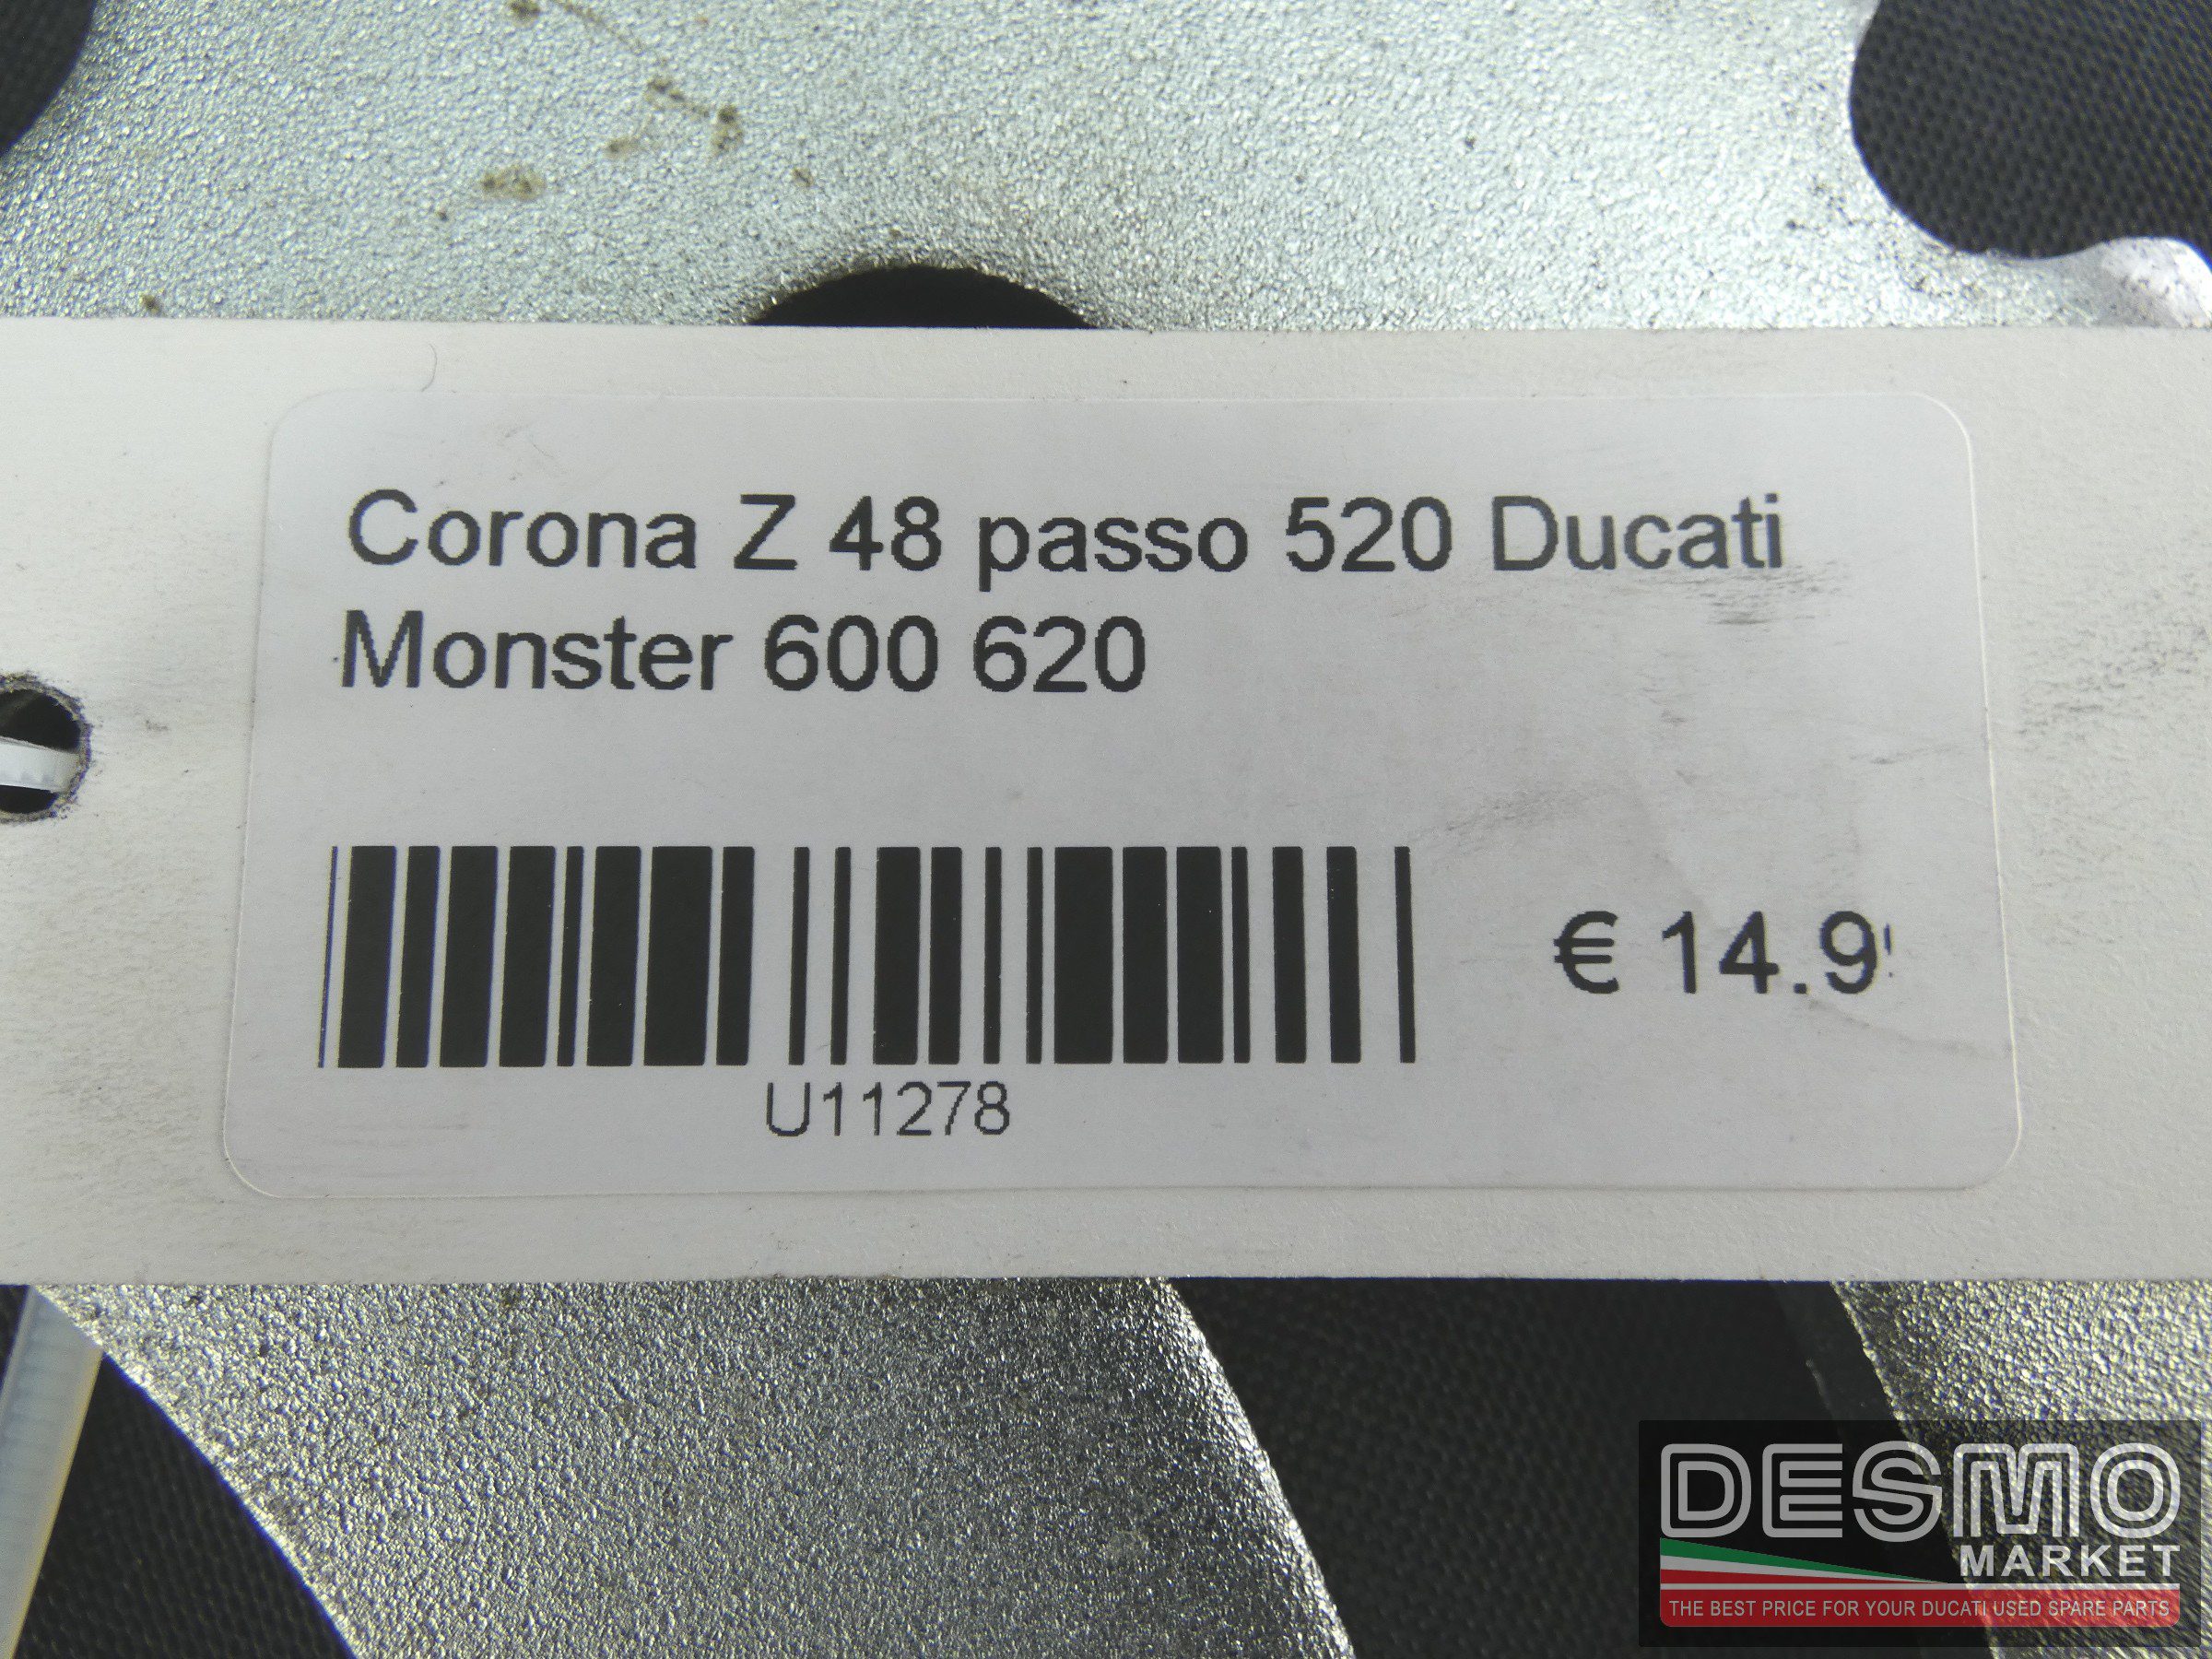 Corona Z 48 passo 520 Ducati
Monster 600 620
€ 14.9
U11278
DESMO
MARKET
THE BEST PRICE FOR YOUR DUCATI USED SPARE PARTS